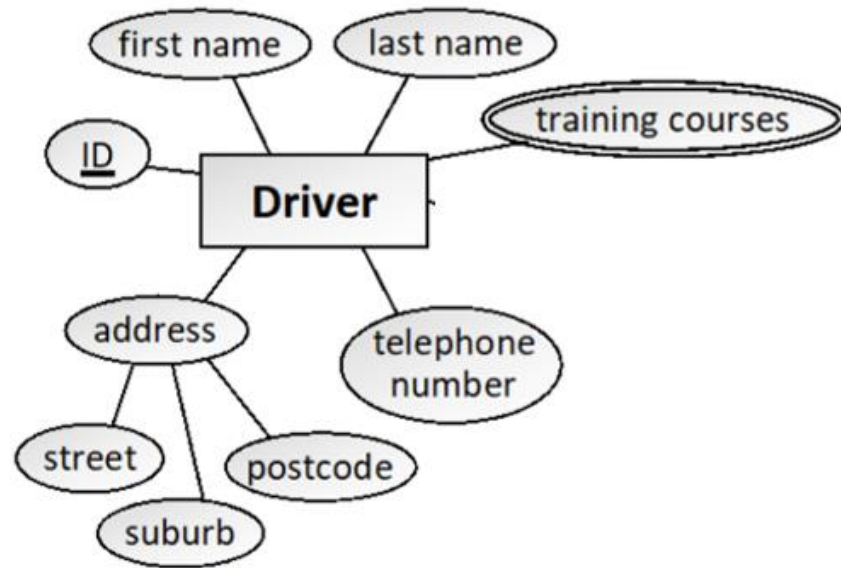 first name
last name
training courses
ID
Driver
address
telephone
number
street
postcode
suburb